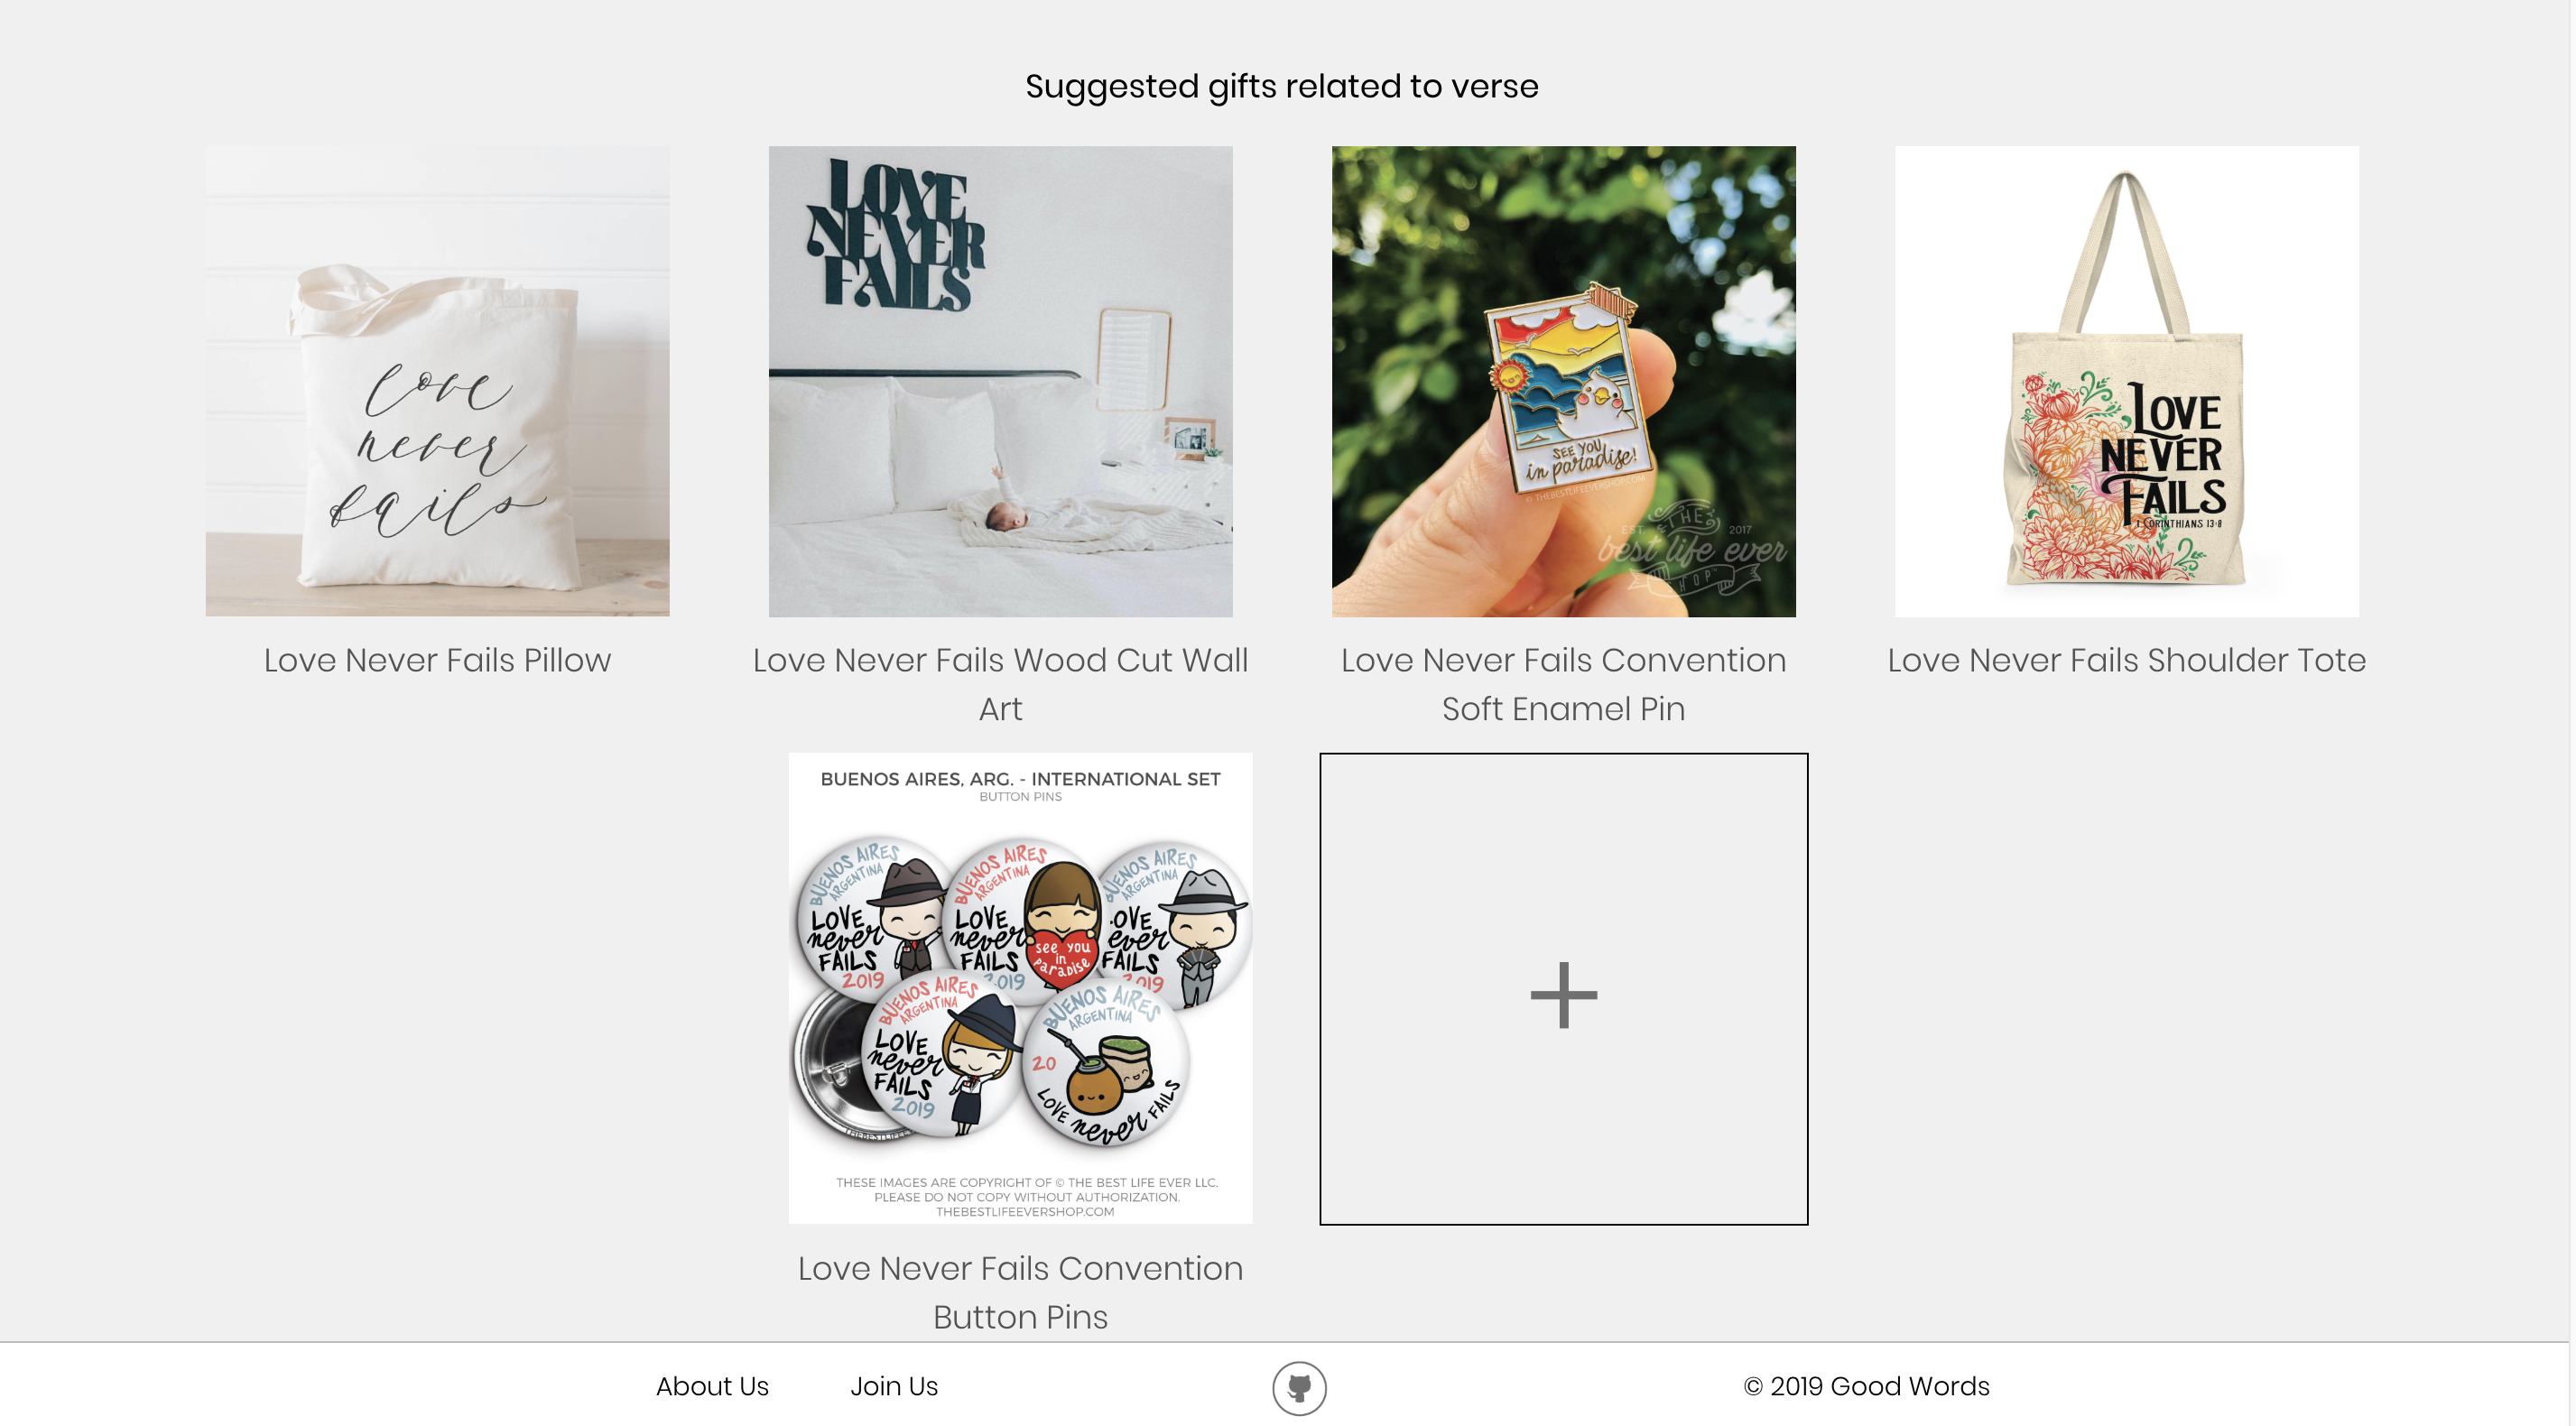 Suggested gifts related to verse
love
never
fails
Love Never Fails Pillow
LOVE
NEVER
FAILS
Love Never Fails Wood Cut Wall
Art
SEE YOU
in paradise!
© THEBESTLIFEEVERSHOP.COM
EST. THE 2017
best life ever
SHOP
Love Never Fails Convention
Soft Enamel Pin
LOVE
NEVER
FAILS
1 CORINTHIANS 13:8
Love Never Fails Shoulder Tote
BUENOS AIRES, ARG. - INTERNATIONAL SET
BUTTON PINS
BUENOS AIRES
ARGENTINA
LOVE
never
FAILS
2019
BUENOS AIRES
ARGENTINA
LOVE
never
FAILS
2019
see you
in
paradise
BUENOS AIRES
ARGENTINA
OVE
ever
FAILS
2019
BUENOS AIRES
ARGENTINA
LOVE
never
FAILS
2019
BUENOS AIRES
ARGENTINA
20
LOVE never FAILS
THESE IMAGES ARE COPYRIGHT OF © THE BEST LIFE EVER LLC.
PLEASE DO NOT COPY WITHOUT AUTHORIZATION.
THEBESTLIFEEVERSHOP.COM
Love Never Fails Convention
Button Pins
About Us
Join Us
© 2019 Good Words